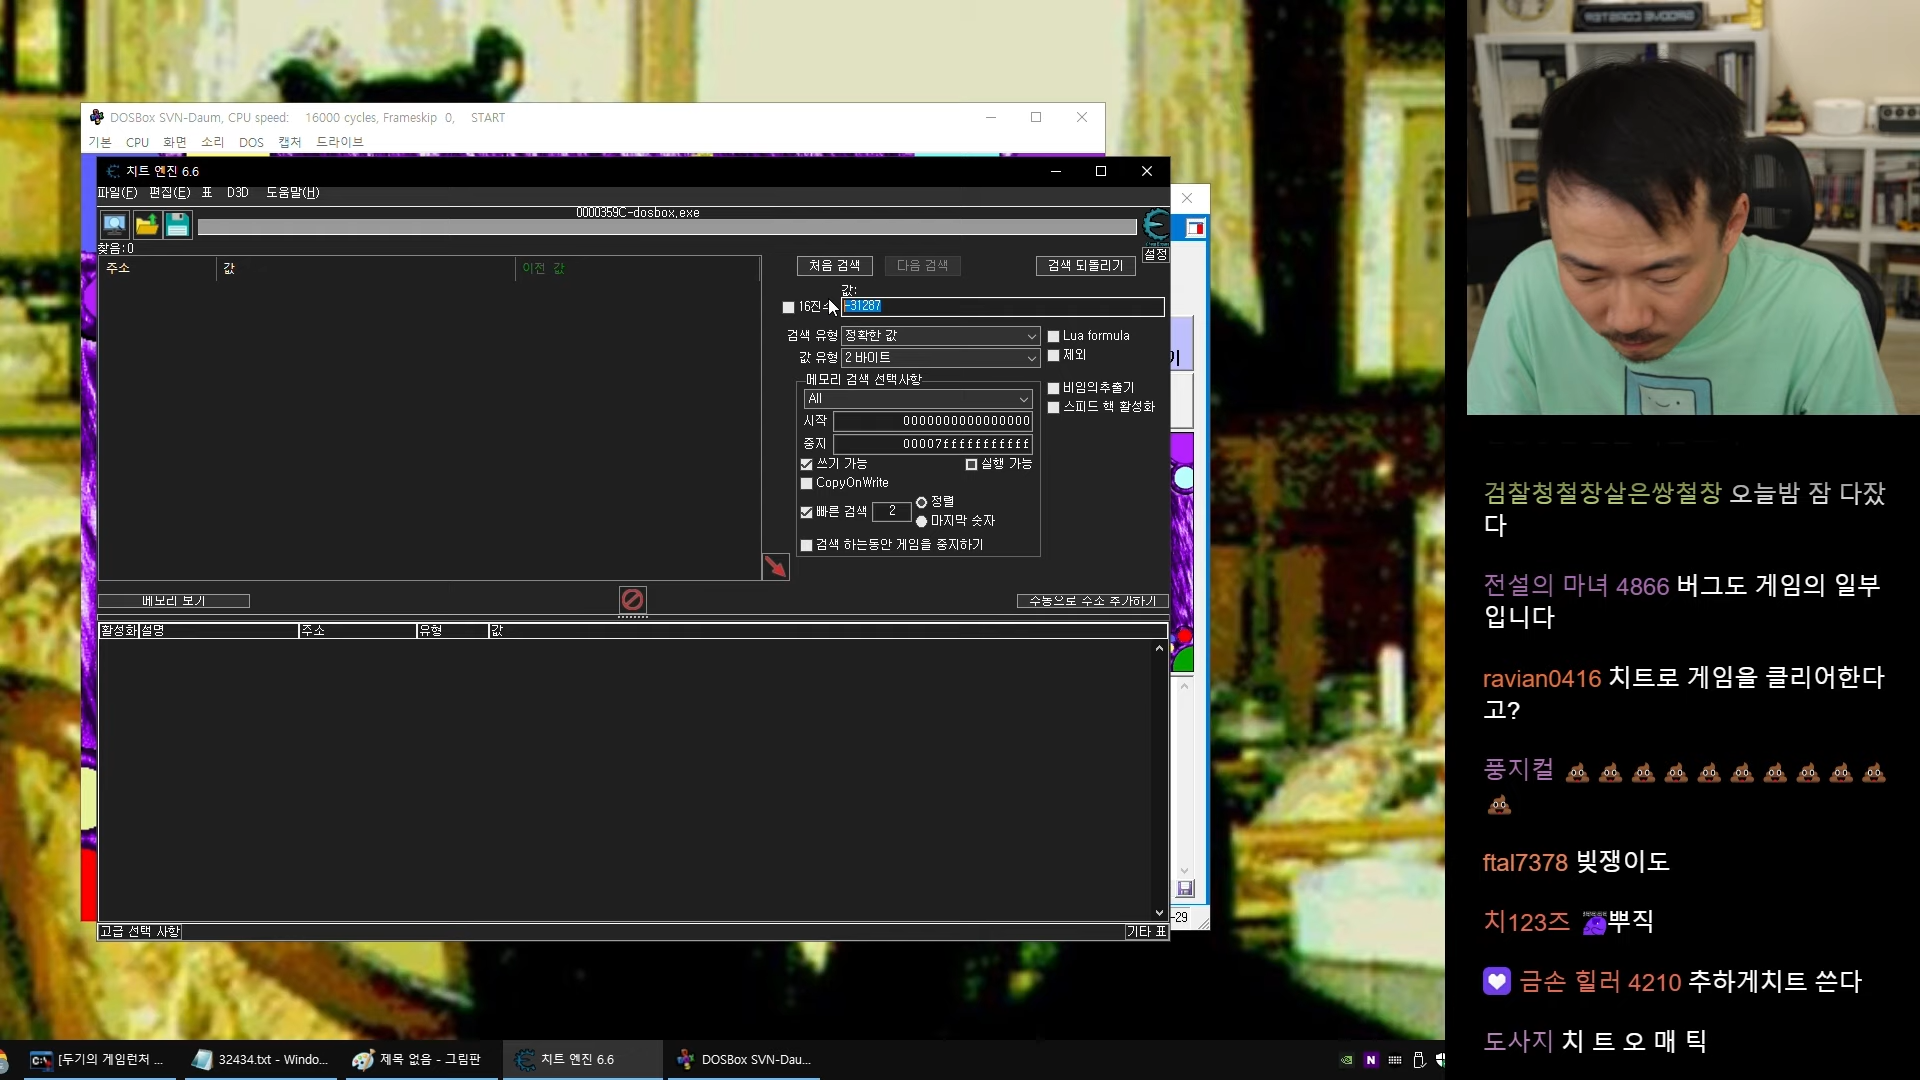 DOSBox SVN-Daum, CPU speed: 16000 cycles, Frameskip 0, START
기본 CPU 화면 소리 DOS 캡처 드라이브
치트 엔진 6.6
파일(F) 편집(E) 표 D3D 도움말(H)
0000359C-dosbox.exe
찾음:0
설정
주소 값 이전 값
처음 검색 다음 검색 검색 되돌리기
값:
16진수 -31287
검색 유형 정확한 값 Lua formula
값 유형 2 바이트 제외
메모리 검색 선택사항
All
비임의추출기
스피드 핵 활성화
시작 0000000000000000
중지 00007fffffffffff
쓰기 가능 실행 가능
CopyOnWrite
빠른 검색 2 정렬
마지막 숫자
검색 하는동안 게임을 중지하기
메모리 보기 수동으로 주소 추가하기
활성화 설명 주소 유형 값
고급 선택 사항 기타 표
-29
[두기의 게임런처 ... 32434.txt - Windo... 제목 없음 - 그림판 치트 엔진 6.6 DOSBox SVN-Dau...
검찰청철창살은쌍철창 오늘밤 잠 다잤
다
전설의 마녀 4866 버그도 게임의 일부
입니다
ravian0416 치트로 게임을 클리어한다
고?
풍지컬 💩💩💩💩💩💩💩💩💩💩
💩
ftal7378 빚쟁이도
치123즈 뿌직
금손 힐러 4210 추하게치트 쓴다
도사지 치 트 오 매 틱